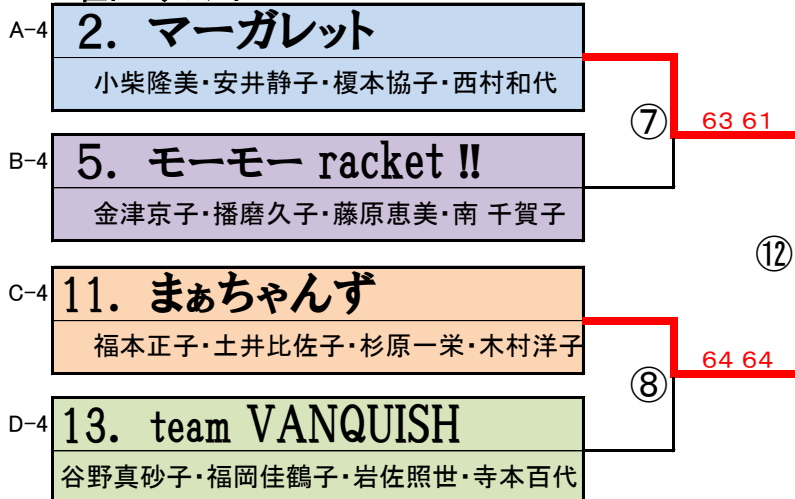 A-4
2. マーガレット
小柴隆美・安井静子・榎本協子・西村和代
⑦
63 61
B-4
5. モーモー racket !!
金津京子・播磨久子・藤原恵美・南 千賀子
⑫
C-4
11. まぁちゃんず
福本正子・土井比佐子・杉原一栄・木村洋子
64 64
⑧
D-4
13. team VANQUISH
谷野真砂子・福岡佳鶴子・岩佐照世・寺本百代